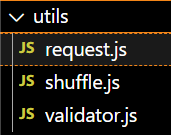 utils
JS request.js
JS shuffle.js
JS validator.js